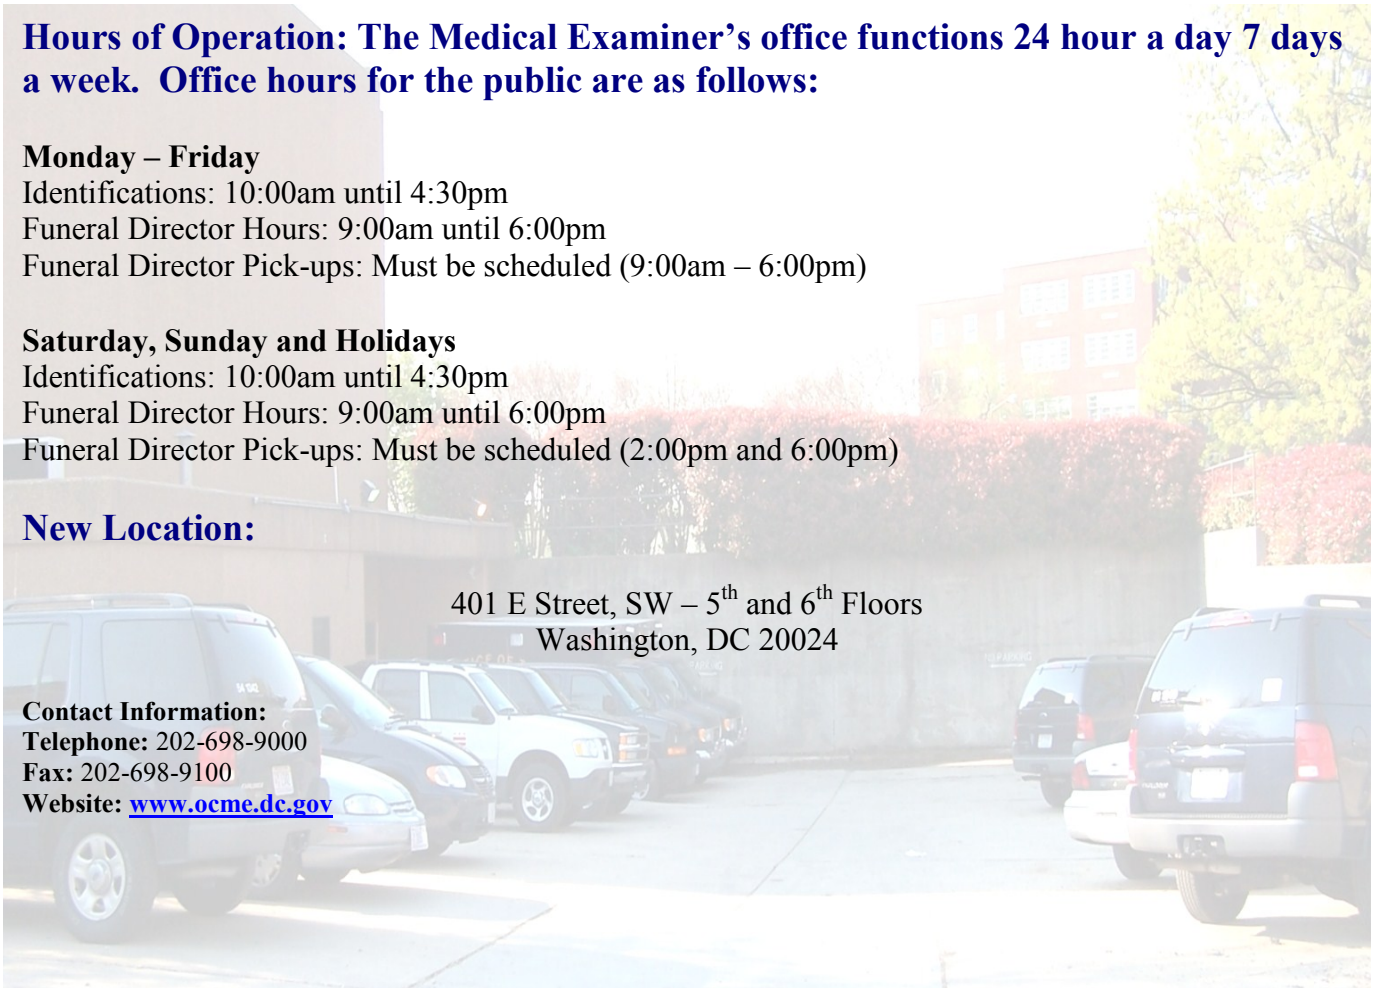 Hours of Operation: The Medical Examiner’s office functions 24 hour a day 7 days
a week.  Office hours for the public are as follows:
Monday – Friday
Identifications: 10:00am until 4:30pm
Funeral Director Hours: 9:00am until 6:00pm
Funeral Director Pick-ups: Must be scheduled (9:00am – 6:00pm)
Saturday, Sunday and Holidays
Identifications: 10:00am until 4:30pm
Funeral Director Hours: 9:00am until 6:00pm
Funeral Director Pick-ups: Must be scheduled (2:00pm and 6:00pm)
New Location:
401 E Street, SW – 5th and 6th Floors
Washington, DC 20024
Contact Information:
Telephone: 202-698-9000
Fax: 202-698-9100
Website: www.ocme.dc.gov